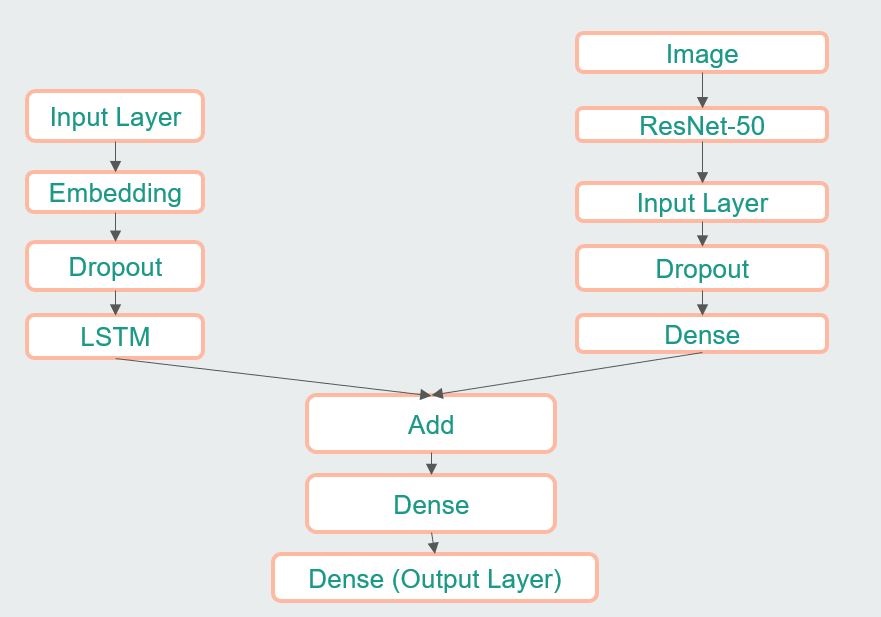 Input Layer
Embedding
Dropout
LSTM
Image
ResNet-50
Input Layer
Dropout
Dense
Add
Dense
Dense (Output Layer)